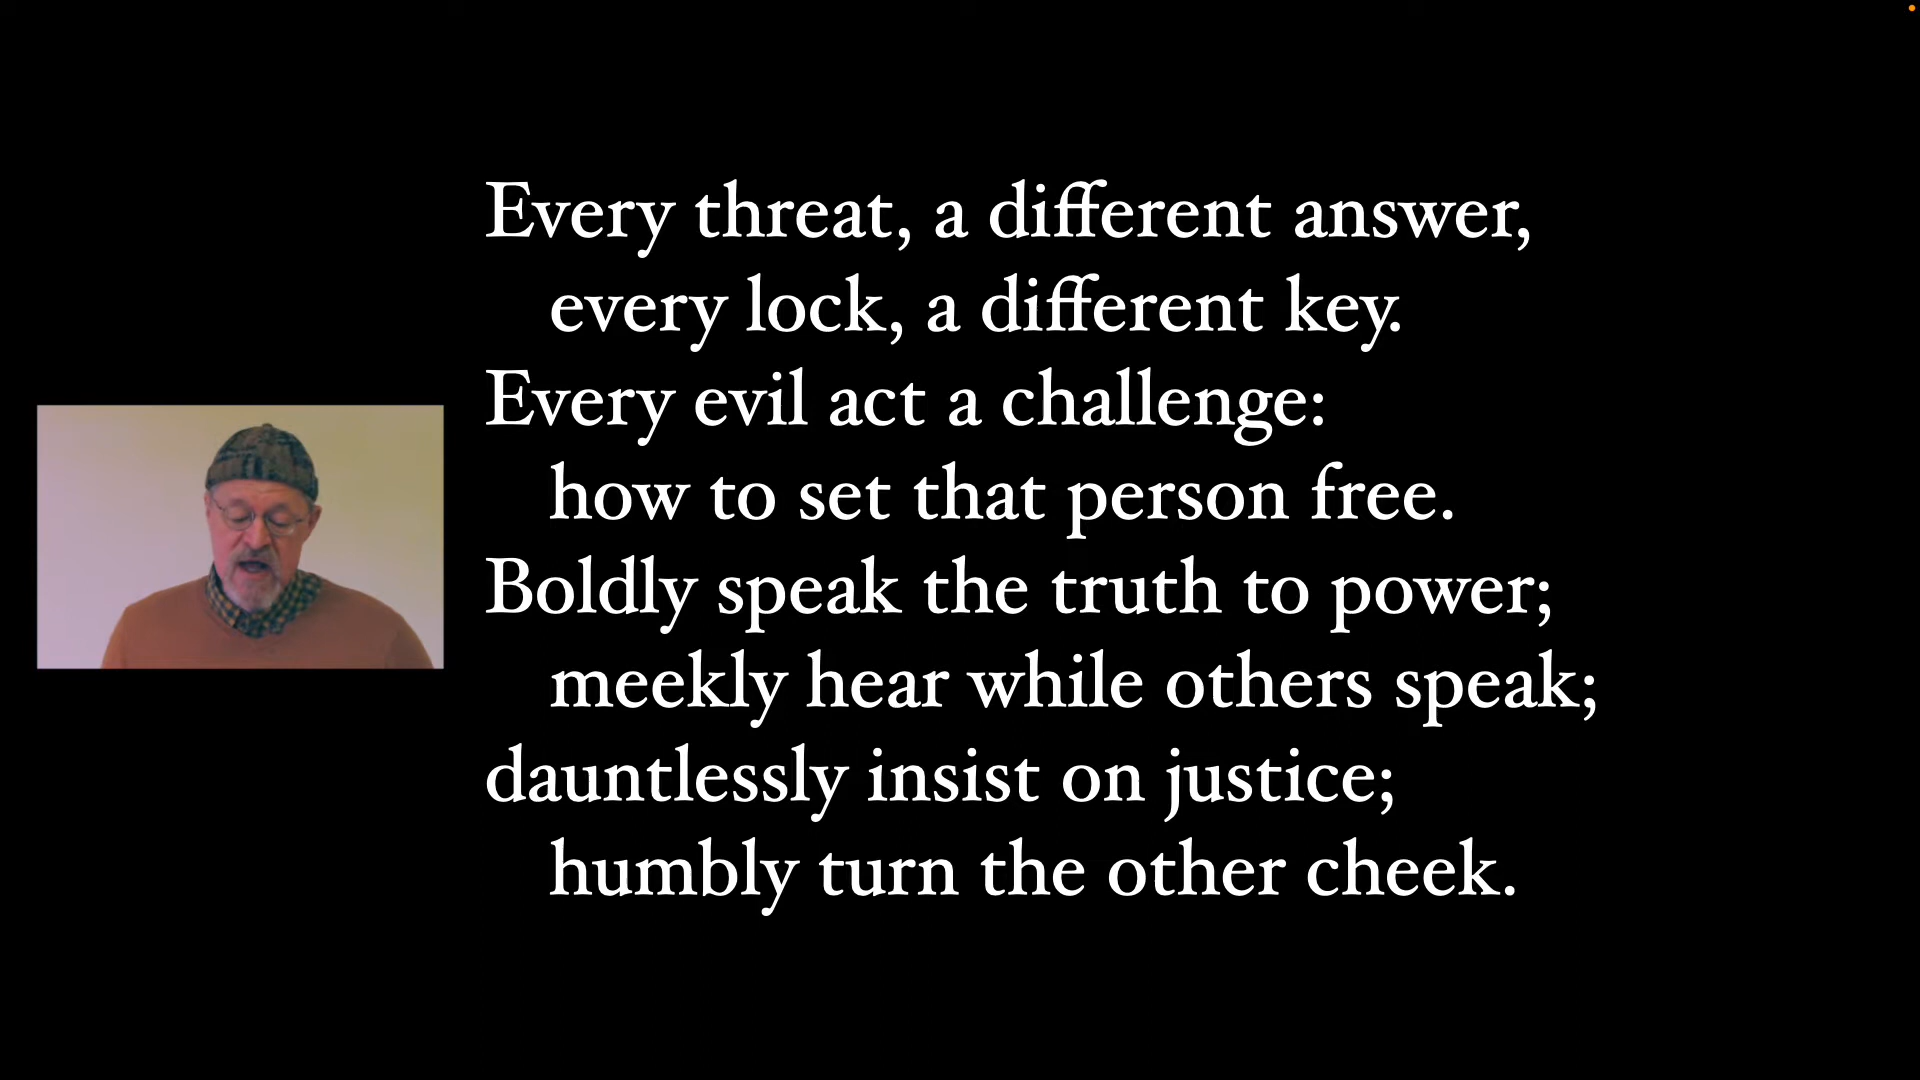 Every threat, a different answer,
every lock, a different key.
Every evil act a challenge:
how to set that person free.
Boldly speak the truth to power;
meekly hear while others speak;
dauntlessly insist on justice;
humbly turn the other cheek.